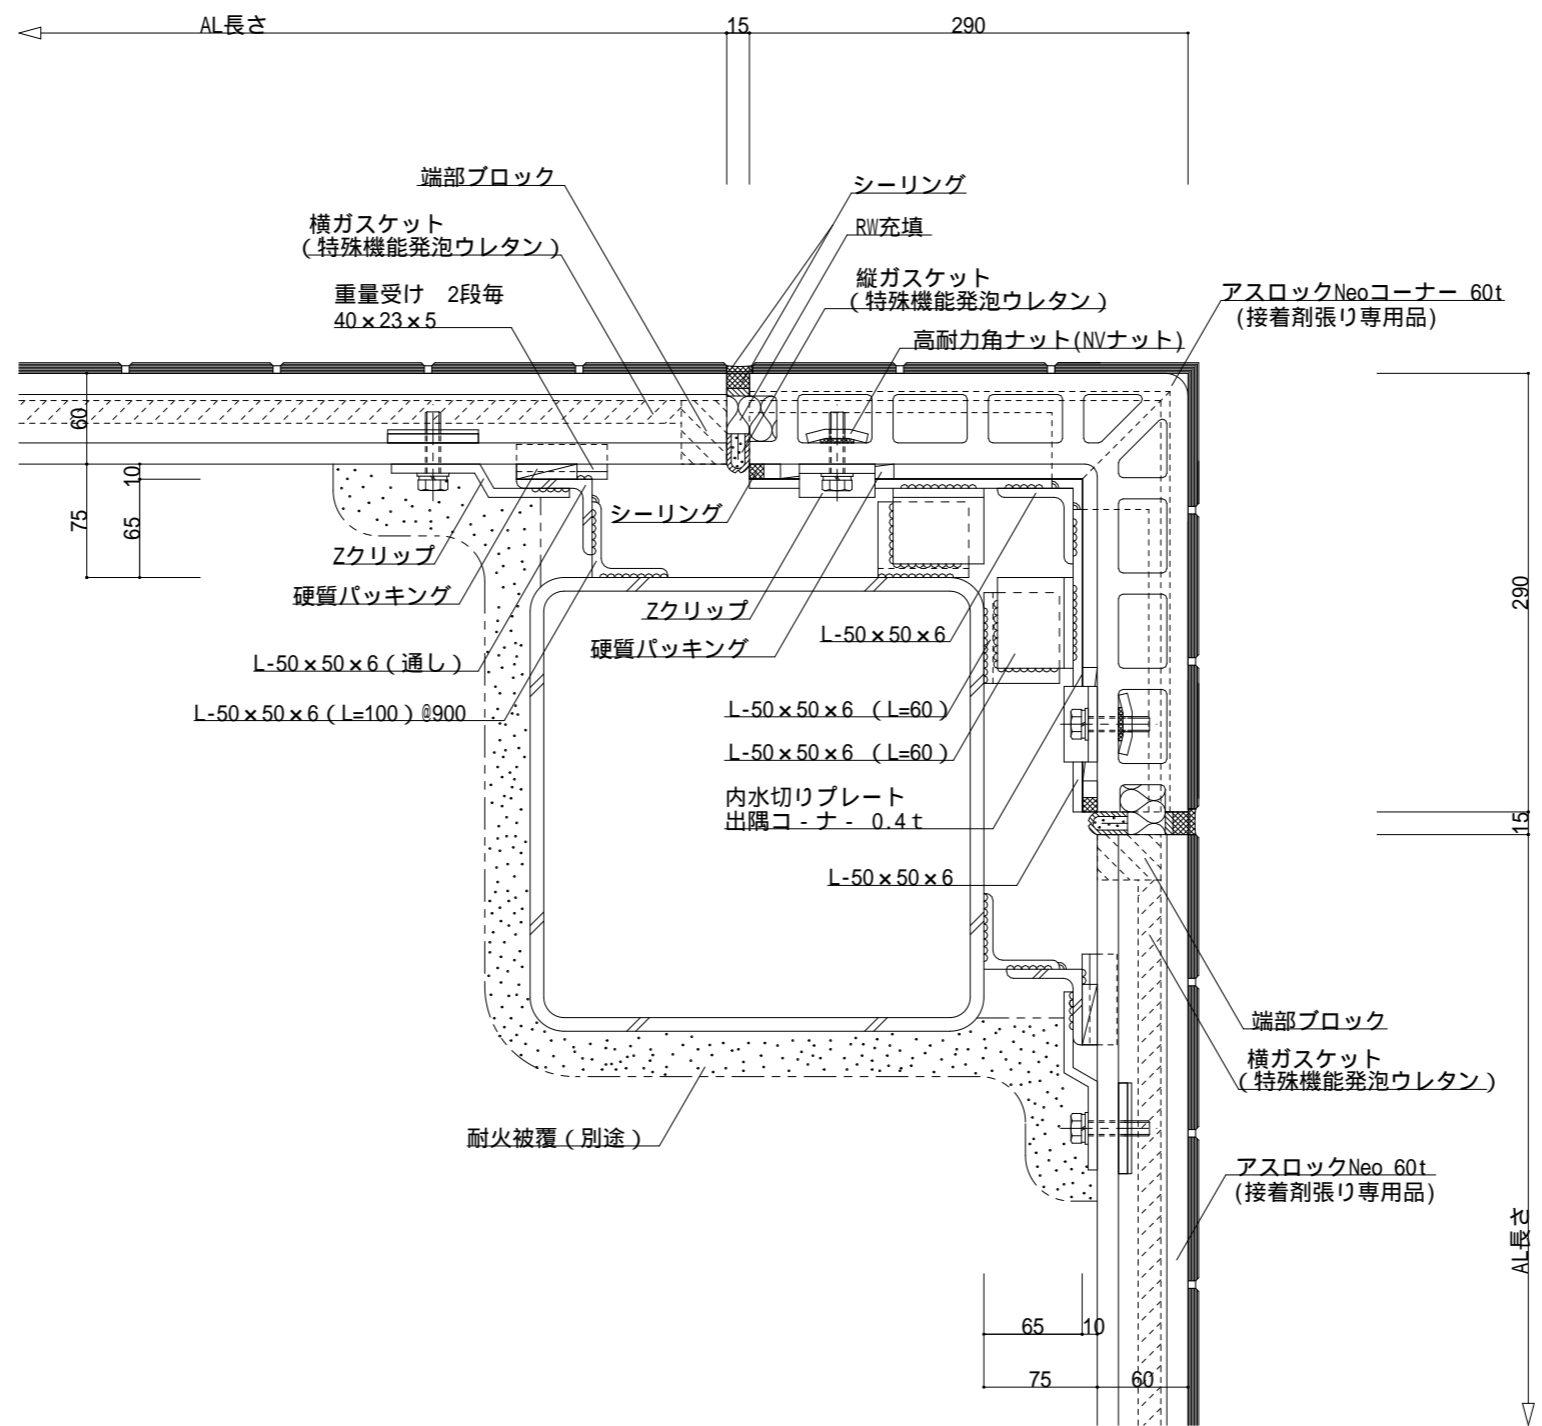 AL長さ
15
290
端部ブロック
シーリング
横ガスケット
(特殊機能発泡ウレタン)
RW充填
重量受け 2段毎
40×23×5
縦ガスケット
(特殊機能発泡ウレタン)
アスロックNeoコーナー 60t
(接着剤張り専用品)
高耐力角ナット(NVナット)
60
10
75
65
シーリング
Zクリップ
硬質パッキング
Zクリップ
硬質パッキング
L-50×50×6
290
L-50×50×6(通し)
L-50×50×6(L=100)@900
L-50×50×6 (L=60)
L-50×50×6 (L=60)
内水切りプレート
出隅コ-ナ- 0.4t
15
L-50×50×6
端部ブロック
横ガスケット
(特殊機能発泡ウレタン)
耐火被覆(別途)
アスロックNeo 60t
(接着剤張り専用品)
AL長さ
65
10
75
60